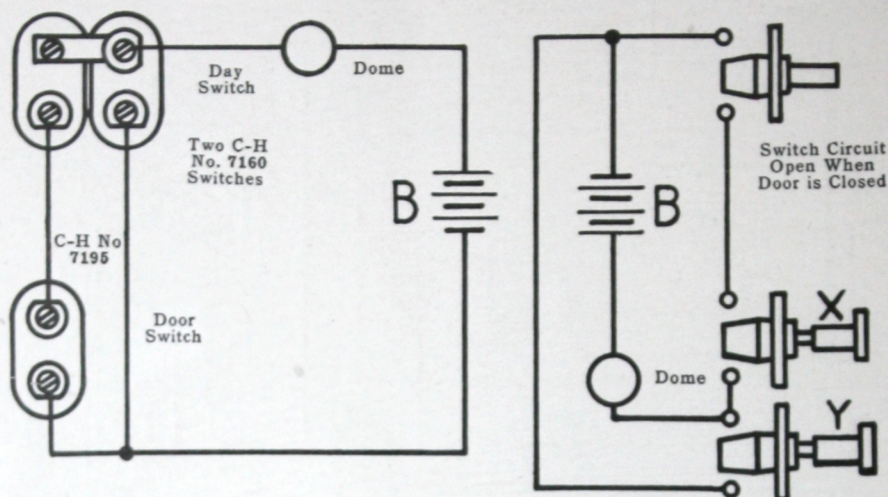 Day
Switch
Dome
Two C-H
No. 7160
Switches
B
C-H No
7195
Door
Switch
B
Switch Circuit
Open When
Door is Closed
X
Dome
Y